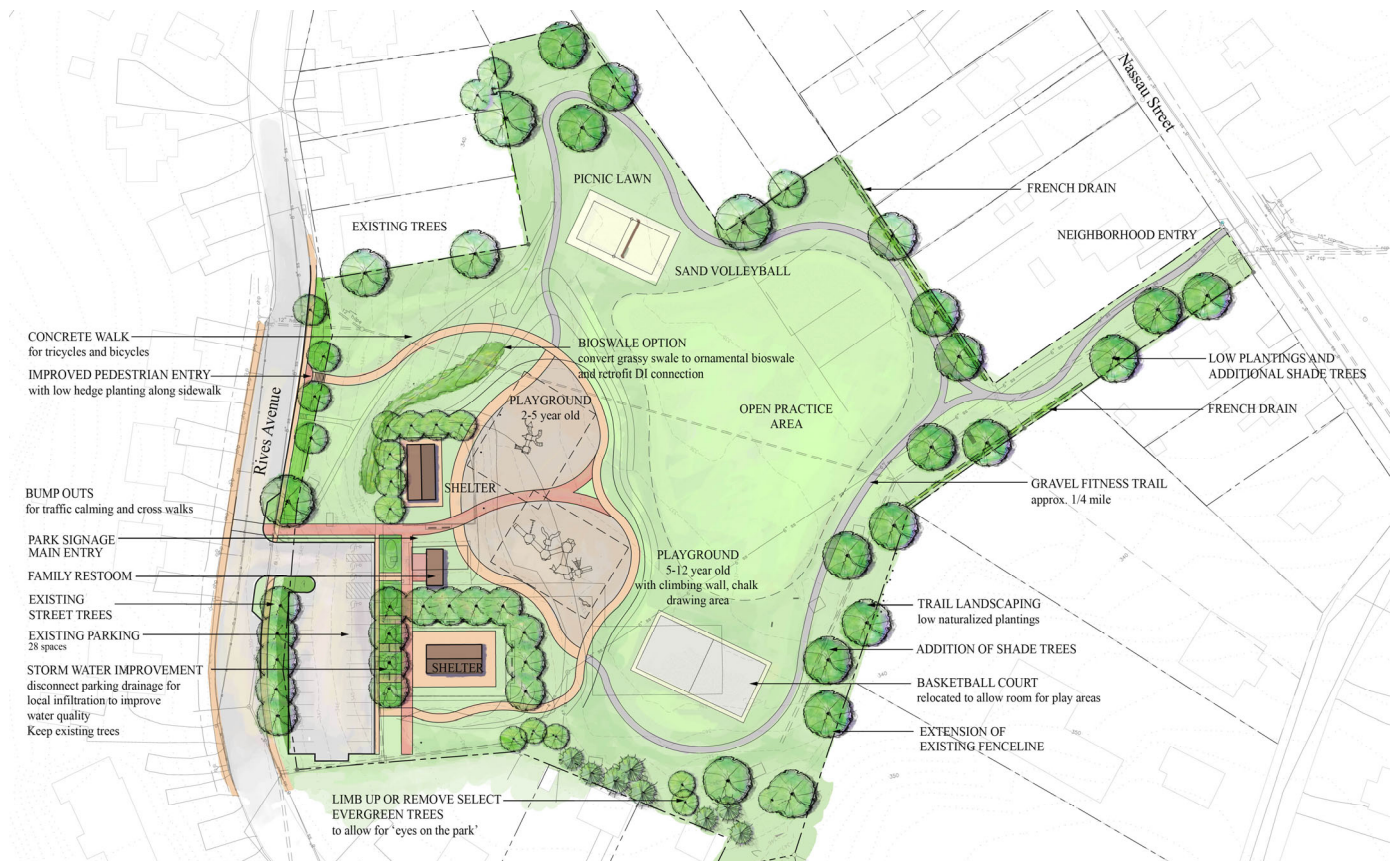 Nassau Street
FRENCH DRAIN
PICNIC LAWN
EXISTING TREES
NEIGHBORHOOD ENTRY
SAND VOLLEYBALL
24" rcp
CONCRETE WALK
for tricycles and bicycles
BIOSWALE OPTION
convert grassy swale to ornamental bioswale
and retrofit DI connection
LOW PLANTINGS AND
ADDITIONAL SHADE TREES
IMPROVED PEDESTRIAN ENTRY
with low hedge planting along sidewalk
PLAYGROUND
2-5 year old
OPEN PRACTICE
AREA
FRENCH DRAIN
Rives Avenue
SHELTER
GRAVEL FITNESS TRAIL
approx. 1/4 mile
BUMP OUTS
for traffic calming and cross walks
PARK SIGNAGE
MAIN ENTRY
PLAYGROUND
5-12 year old
with climbing wall, chalk
drawing area
FAMILY RESTOOM
EXISTING
STREET TREES
TRAIL LANDSCAPING
low naturalized plantings
EXISTING PARKING
28 spaces
ADDITION OF SHADE TREES
STORM WATER IMPROVEMENT
disconnect parking drainage for
local infiltration to improve
water quality
Keep existing trees
SHELTER
BASKETBALL COURT
relocated to allow room for play areas
EXTENSION OF
EXISTING FENCELINE
LIMB UP OR REMOVE SELECT
EVERGREEN TREES
to allow for 'eyes on the park'
340
340
340
350
350